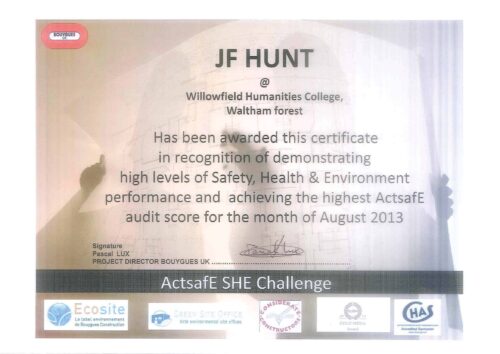 BOUYGUES
UK
JF HUNT
@
Willowfield Humanities College,
Waltham forest
Has been awarded this certificate
in recognition of demonstrating
high levels of Safety, Health & Environment
performance and achieving the highest ActsafE
audit score for the month of August 2013
Signature
Pascal LUX
PROJECT DIRECTOR BOUYGUES UK
ActsafE SHE Challenge
Ecosite
Le label environnement
de Bouygues Construction
GREEN SITE OFFICE
CONSIDERATE
CONSTRUCTORS
CHAS